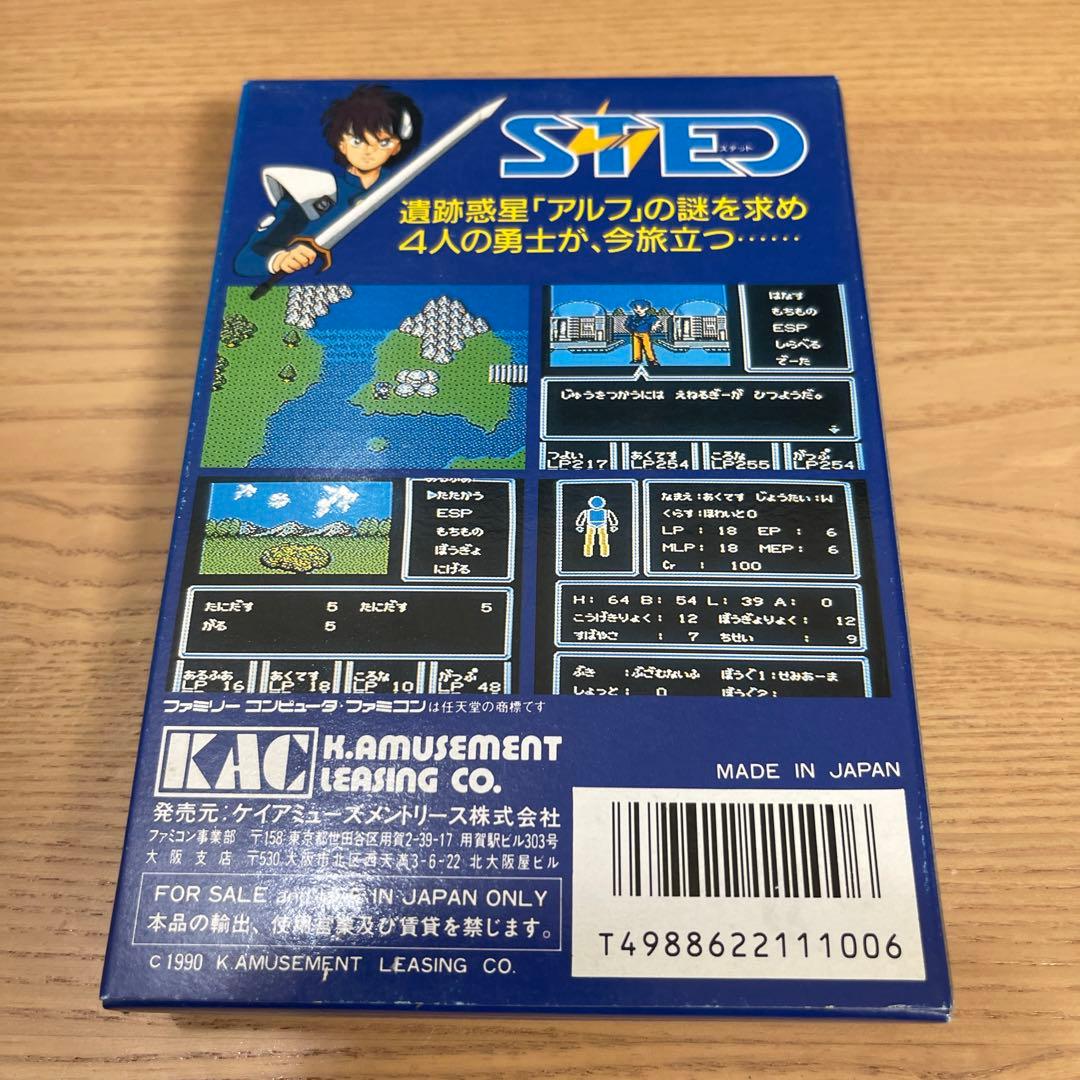 STED
ステッド
遺跡惑星「アルフ」の謎を求め
4人の勇士が、今旅立つ……
はなす
もちもの
ESP
しらべる
でーた
じゅうをつかうには えねるぎーが ひつようだ。
つよい あくてす ころな がっぷ
LP217 LP254 LP255 LP254
▷たたかう
ESP
もちもの
ぼうぎょ
にげる
たにだす 5 たにだす 5
がる 5
あるふぁ あくてす ころな がっぷ
LP 16 LP 18 LP 10 LP 48
なまえ:あくてす じょうたい:W
くらす:ほわいと0
LP : 18 EP : 6
MLP: 18 MEP: 6
Cr : 100
H: 64 B: 54 L: 39 A: 0
こうげきりょく: 12 ぼうぎょりょく: 12
すばやさ : 7 ちせい : 9
ぶき :ぷざむないふ ぼうぐ1:せみあーま
しょっと: 0 ぼうぐ2:
ファミリーコンピュータ・ファミコンは任天堂の商標です
KAC K.AMUSEMENT
LEASING CO.
MADE IN JAPAN
発売元:ケイアミューズメントリース株式会社
ファミコン事業部 〒158 東京都世田谷区用賀2-39-17 用賀駅ビル303号
大阪支店 〒530 大阪市北区西天満3-6-22 北大阪屋ビル
FOR SALE and IN JAPAN ONLY
本品の輸出、使用営業及び賃貸を禁じます。
C 1990 K.AMUSEMENT LEASING CO.
T4988622111006